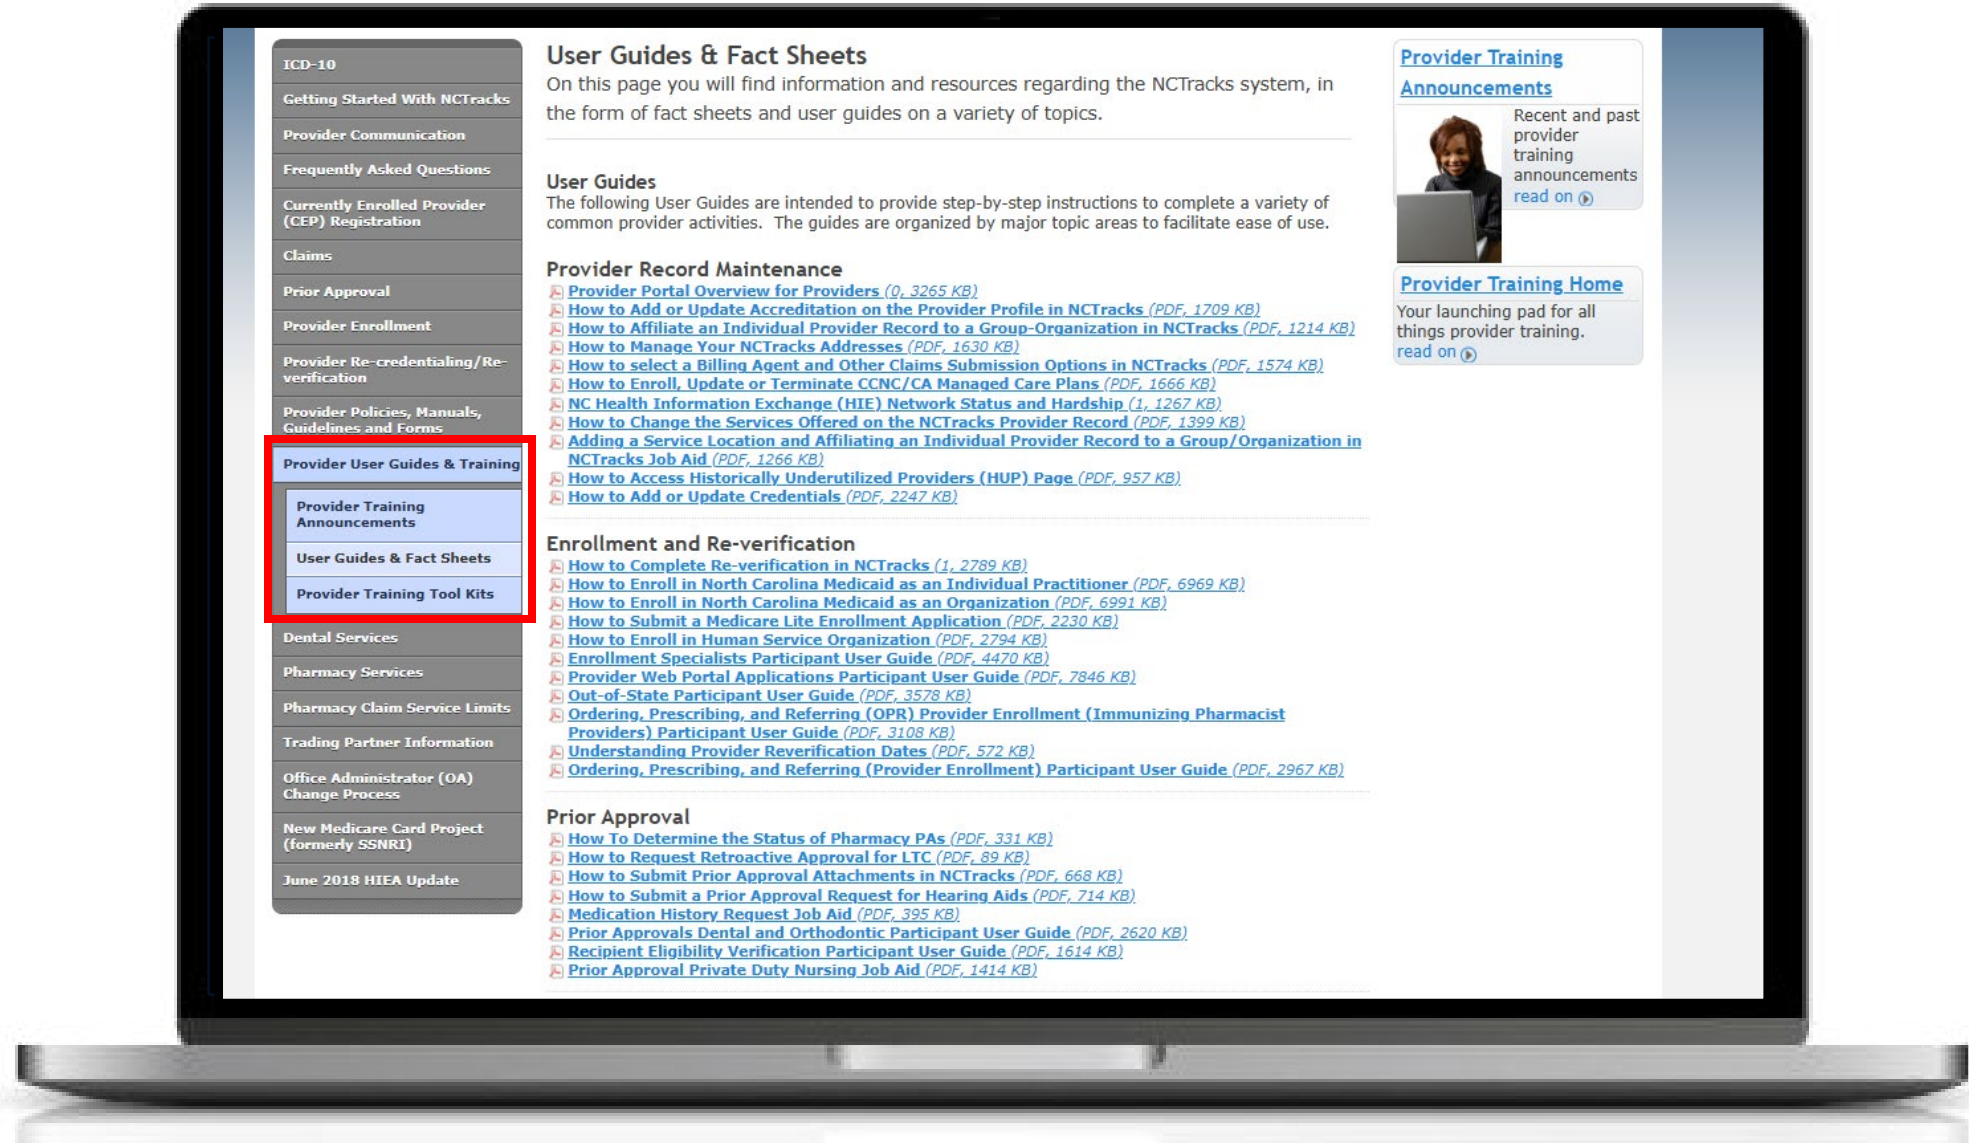 ICD-10
Getting Started With NCTracks
Provider Communication
Frequently Asked Questions
Currently Enrolled Provider
(CEP) Registration
Claims
Prior Approval
Provider Enrollment
Provider Re-credentialing/Re-
verification
Provider Policies, Manuals,
Guidelines and Forms
Provider User Guides & Training
Provider Training
Announcements
User Guides & Fact Sheets
Provider Training Tool Kits
Dental Services
Pharmacy Services
Pharmacy Claim Service Limits
Trading Partner Information
Office Administrator (OA)
Change Process
New Medicare Card Project
(formerly SSNRI)
June 2018 HIEA Update
User Guides & Fact Sheets
On this page you will find information and resources regarding the NCTracks system, in
the form of fact sheets and user guides on a variety of topics.
User Guides
The following User Guides are intended to provide step-by-step instructions to complete a variety of
common provider activities.  The guides are organized by major topic areas to facilitate ease of use.
Provider Record Maintenance
Provider Portal Overview for Providers (0, 3265 KB)
How to Add or Update Accreditation on the Provider Profile in NCTracks (PDF, 1709 KB)
How to Affiliate an Individual Provider Record to a Group-Organization in NCTracks (PDF, 1214 KB)
How to Manage Your NCTracks Addresses (PDF, 1630 KB)
How to select a Billing Agent and Other Claims Submission Options in NCTracks (PDF, 1574 KB)
How to Enroll, Update or Terminate CCNC/CA Managed Care Plans (PDF, 1666 KB)
NC Health Information Exchange (HIE) Network Status and Hardship (1, 1267 KB)
How to Change the Services Offered on the NCTracks Provider Record (PDF, 1399 KB)
Adding a Service Location and Affiliating an Individual Provider Record to a Group/Organization in
NCTracks Job Aid (PDF, 1266 KB)
How to Access Historically Underutilized Providers (HUP) Page (PDF, 957 KB)
How to Add or Update Credentials (PDF, 2247 KB)
Enrollment and Re-verification
How to Complete Re-verification in NCTracks (1, 2789 KB)
How to Enroll in North Carolina Medicaid as an Individual Practitioner (PDF, 6969 KB)
How to Enroll in North Carolina Medicaid as an Organization (PDF, 6991 KB)
How to Submit a Medicare Lite Enrollment Application (PDF, 2230 KB)
How to Enroll in Human Service Organization (PDF, 2794 KB)
Enrollment Specialists Participant User Guide (PDF, 4470 KB)
Provider Web Portal Applications Participant User Guide (PDF, 7846 KB)
Out-of-State Participant User Guide (PDF, 3578 KB)
Ordering, Prescribing, and Referring (OPR) Provider Enrollment (Immunizing Pharmacist
Providers) Participant User Guide (PDF, 3108 KB)
Understanding Provider Reverification Dates (PDF, 572 KB)
Ordering, Prescribing, and Referring (Provider Enrollment) Participant User Guide (PDF, 2967 KB)
Prior Approval
How To Determine the Status of Pharmacy PAs (PDF, 331 KB)
How to Request Retroactive Approval for LTC (PDF, 89 KB)
How to Submit Prior Approval Attachments in NCTracks (PDF, 668 KB)
How to Submit a Prior Approval Request for Hearing Aids (PDF, 714 KB)
Medication History Request Job Aid (PDF, 395 KB)
Prior Approvals Dental and Orthodontic Participant User Guide (PDF, 2620 KB)
Recipient Eligibility Verification Participant User Guide (PDF, 1614 KB)
Prior Approval Private Duty Nursing Job Aid (PDF, 1414 KB)
Provider Training
Announcements
Recent and past
provider
training
announcements
read on
Provider Training Home
Your launching pad for all
things provider training.
read on